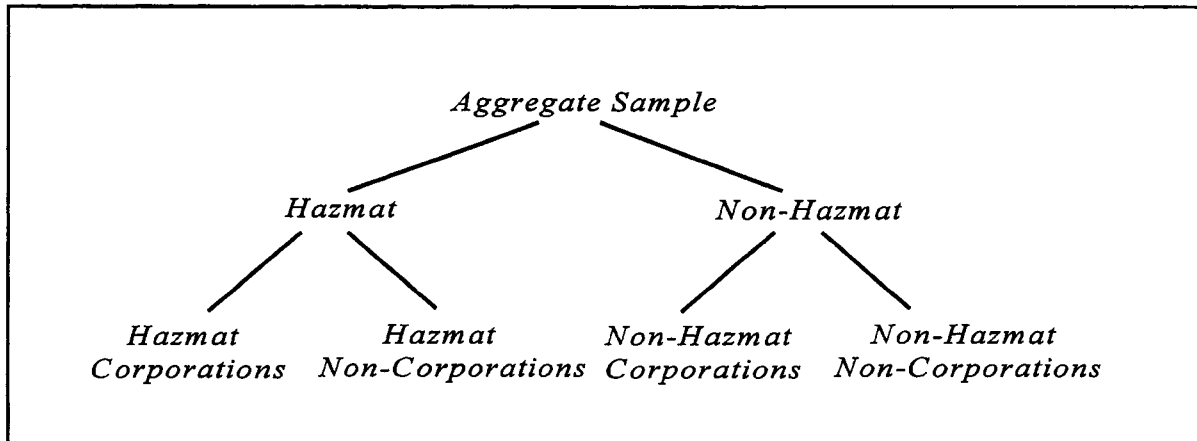 Aggregate Sample
Hazmat
Non-Hazmat
Hazmat
Corporations
Hazmat
Non-Corporations
Non-Hazmat
Corporations
Non-Hazmat
Non-Corporations